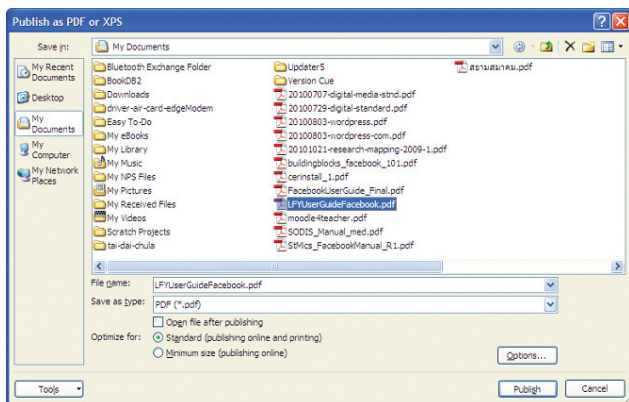 Publish as PDF or XPS
Save in: My Documents
My Recent Documents
Desktop
My Documents
My Computer
My Network Places
Bluetooth Exchange Folder
BookDB2
Downloads
driver-air-card-edgeModem
Easy To-Do
My eBooks
My Library
My Music
My NPS Files
My Pictures
My Received Files
My Videos
Scratch Projects
tai-dai-chula
Updater5
Version Cue
20100707-digital-media-stnd.pdf
20100729-digital-standard.pdf
20100803-wordpress.pdf
20100803-wordpress-com.pdf
20101021-research-mapping-2009-1.pdf
buildingblocks_facebook_101.pdf
cerinstall_1.pdf
FacebookUserGuide_Final.pdf
LFYUserGuideFacebook.pdf
moodle4teacher.pdf
SODIS_Manual_med.pdf
StMics_FacebookManual_R1.pdf
สยามสมาคม.pdf
File name: LFYUserGuideFacebook.pdf
Save as type: PDF (*.pdf)
Open file after publishing
Optimize for: Standard (publishing online and printing)
Minimum size (publishing online)
Options...
Tools
Publish
Cancel